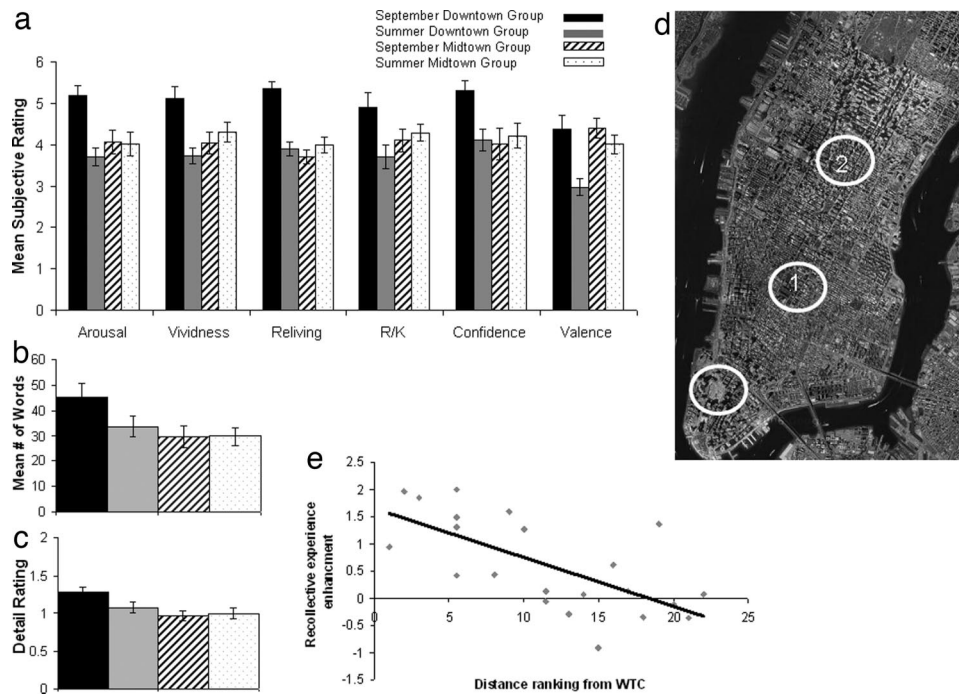 a
September Downtown Group
Summer Downtown Group
September Midtown Group
Summer Midtown Group
Mean Subjective Rating
6
5
4
3
2
1
0
Arousal Vividness Reliving R/K Confidence Valence
b
Mean # of Words
60
50
40
30
20
10
0
c
Detail Rating
2
1.5
1
0.5
0
d
2
1
e
Recollective experience
enhancment
2.5
2
1.5
1
0.5
0
-0.5
-1
-1.5
0 5 10 15 20 25
Distance ranking from WTC